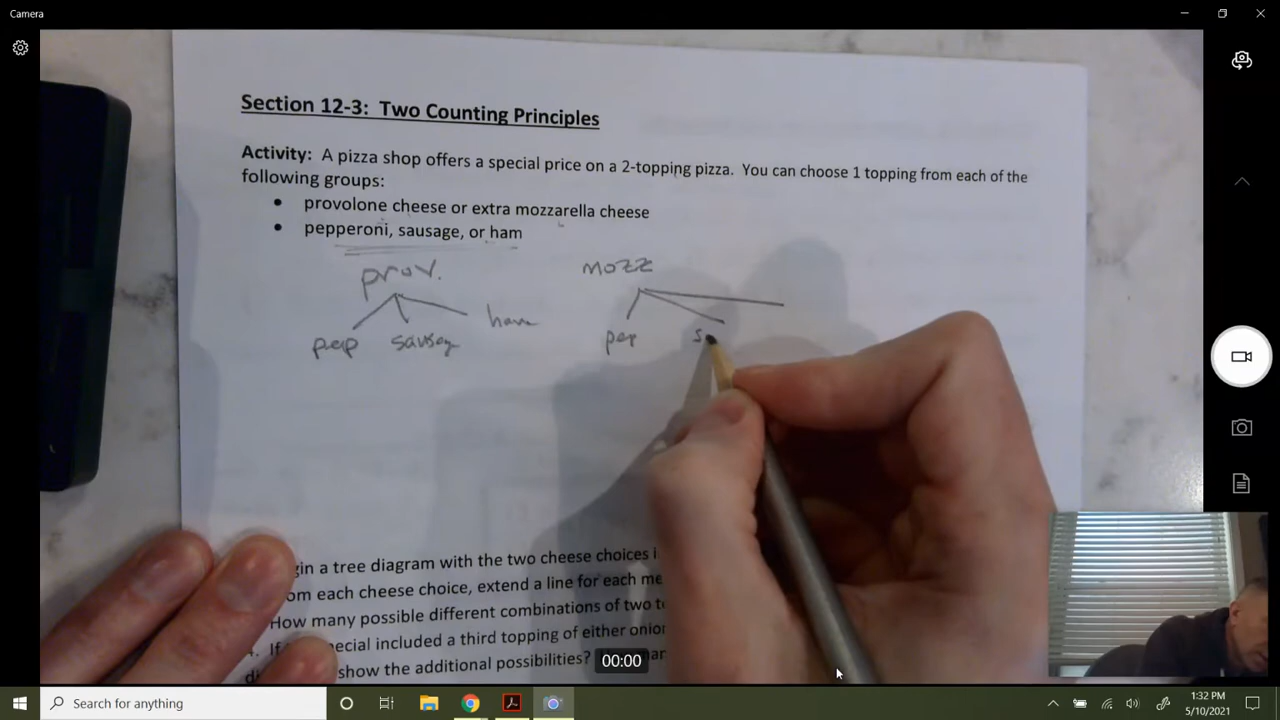 Camera
Section 12-3: Two Counting Principles
Activity: A pizza shop offers a special price on a 2-topping pizza. You can choose 1 topping from each of the
following groups:
• provolone cheese or extra mozzarella cheese
• pepperoni, sausage, or ham
prov. mozz
ham
pep sausag pep s
gin a tree diagram with the two cheese choices i
om each cheese choice, extend a line for each me
How many possible different combinations of two t
If ecial included a third topping of either onio
show the additional possibilities?
00:00
Search for anything
1:32 PM
5/10/2021